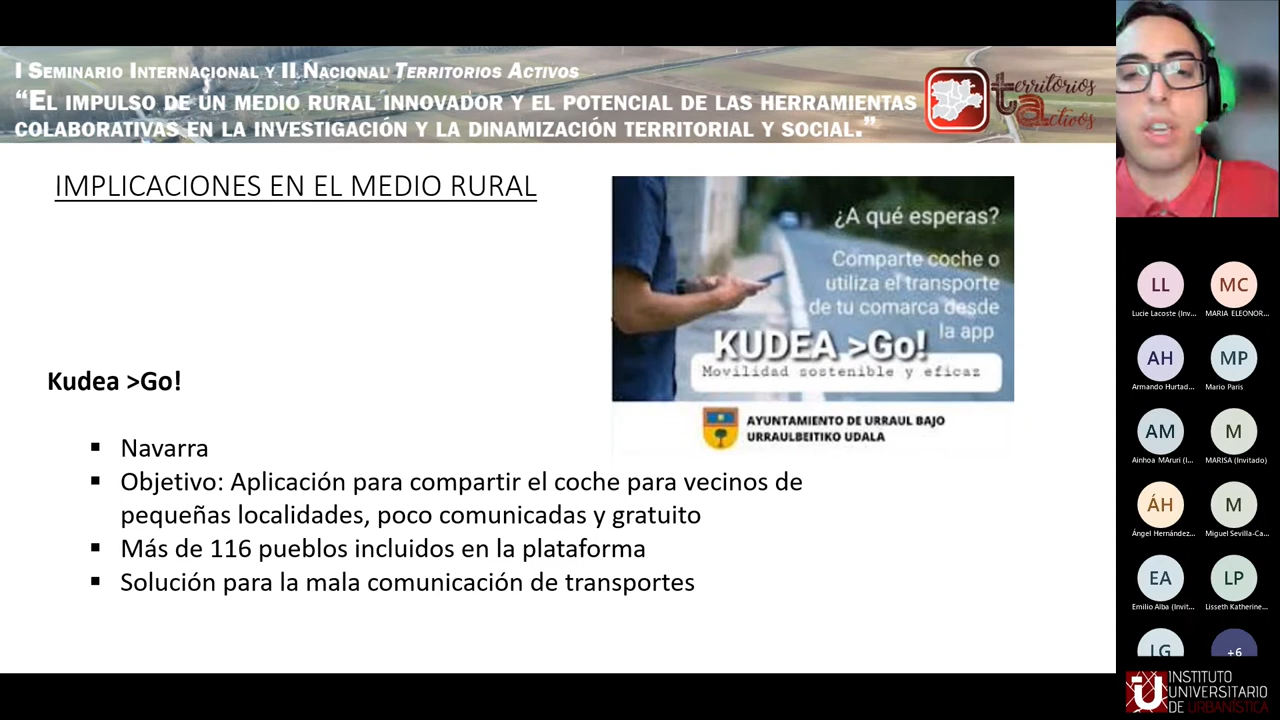 I Seminario Internacional y II Nacional Territorios Activos
“El impulso de un medio rural innovador y el potencial de las herramientas
colaborativas en la investigación y la dinamización territorial y social.”
territorios
activos
IMPLICACIONES EN EL MEDIO RURAL
¿A qué esperas?
Comparte coche o
utiliza el transporte
de tu comarca desde
la app
KUDEA >Go!
Movilidad sostenible y eficaz
AYUNTAMIENTO DE URRAUL BAJO
URRAULBEITIKO UDALA
Kudea >Go!
▪ Navarra
▪ Objetivo: Aplicación para compartir el coche para vecinos de
pequeñas localidades, poco comunicadas y gratuito
▪ Más de 116 pueblos incluidos en la plataforma
▪ Solución para la mala comunicación de transportes
LL MC
Lucie Lacoste (Inv... MARIA ELEONOR...
AH MP
Armando Hurtad... Mario Paris
AM M
Ainhoa MAruri (I... MARISA (Invitado)
ÁH M
Ángel Hernández... Miguel Sevilla-Ca...
EA LP
Emilio Alba (Invit... Lisseth Katherine...
LG +6
INSTITUTO
UNIVERSITARIO
DE URBANÍSTICA